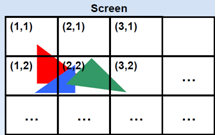 Screen
(1,1) (2,1) (3,1)
(1,2) (2,2) (3,2) ...
... ... ... ...